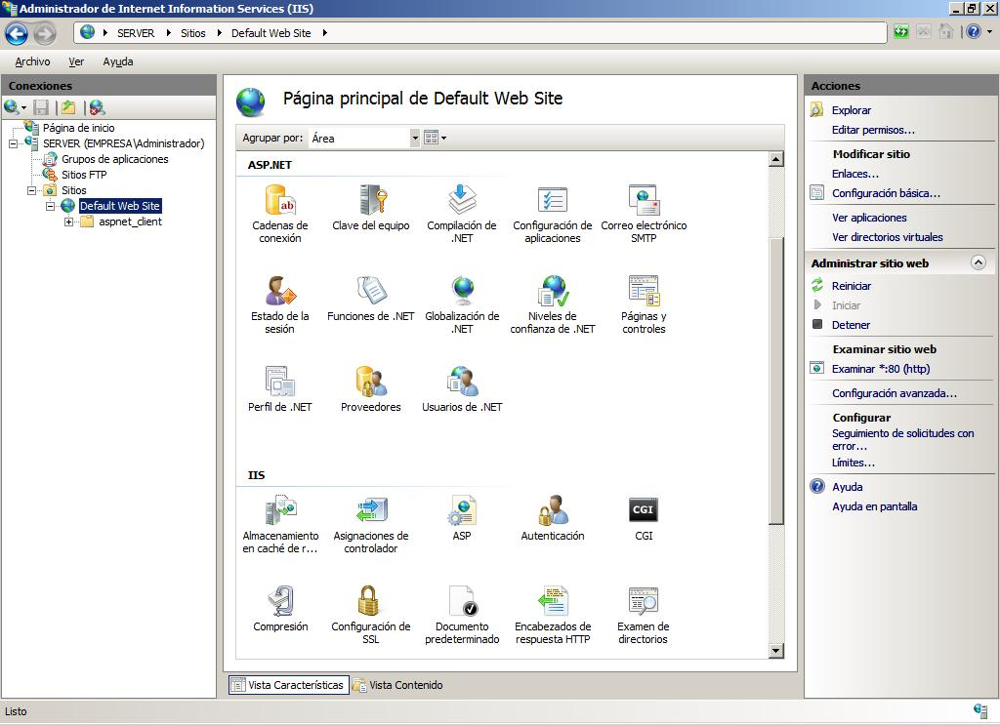 Administrador de Internet Information Services (IIS)
SERVER
Sitios
Default Web Site
Archivo
Ver
Ayuda
Conexiones
Página de inicio
SERVER (EMPRESA\Administrador)
Grupos de aplicaciones
Sitios FTP
Sitios
Default Web Site
aspnet_client
Página principal de Default Web Site
Agrupar por:
Área
ASP.NET
ab
Cadenas de
conexión
Clave del equipo
Compilación de
.NET
Configuración de
aplicaciones
Correo electrónico
SMTP
Estado de la
sesión
Funciones de .NET
Globalización de
.NET
Niveles de
confianza de .NET
Páginas y
controles
Perfil de .NET
Proveedores
Usuarios de .NET
IIS
Almacenamiento
en caché de r...
Asignaciones de
controlador
ASP
Autenticación
CGI
CGI
Compresión
Configuración de
SSL
Documento
predeterminado
Encabezados de
respuesta HTTP
Examen de
directorios
Vista Características
Vista Contenido
Acciones
Explorar
Editar permisos...
Modificar sitio
Enlaces...
Configuración básica...
Ver aplicaciones
Ver directorios virtuales
Administrar sitio web
Reiniciar
Iniciar
Detener
Examinar sitio web
Examinar *:80 (http)
Configuración avanzada...
Configurar
Seguimiento de solicitudes con
error...
Límites...
Ayuda
Ayuda en pantalla
Listo